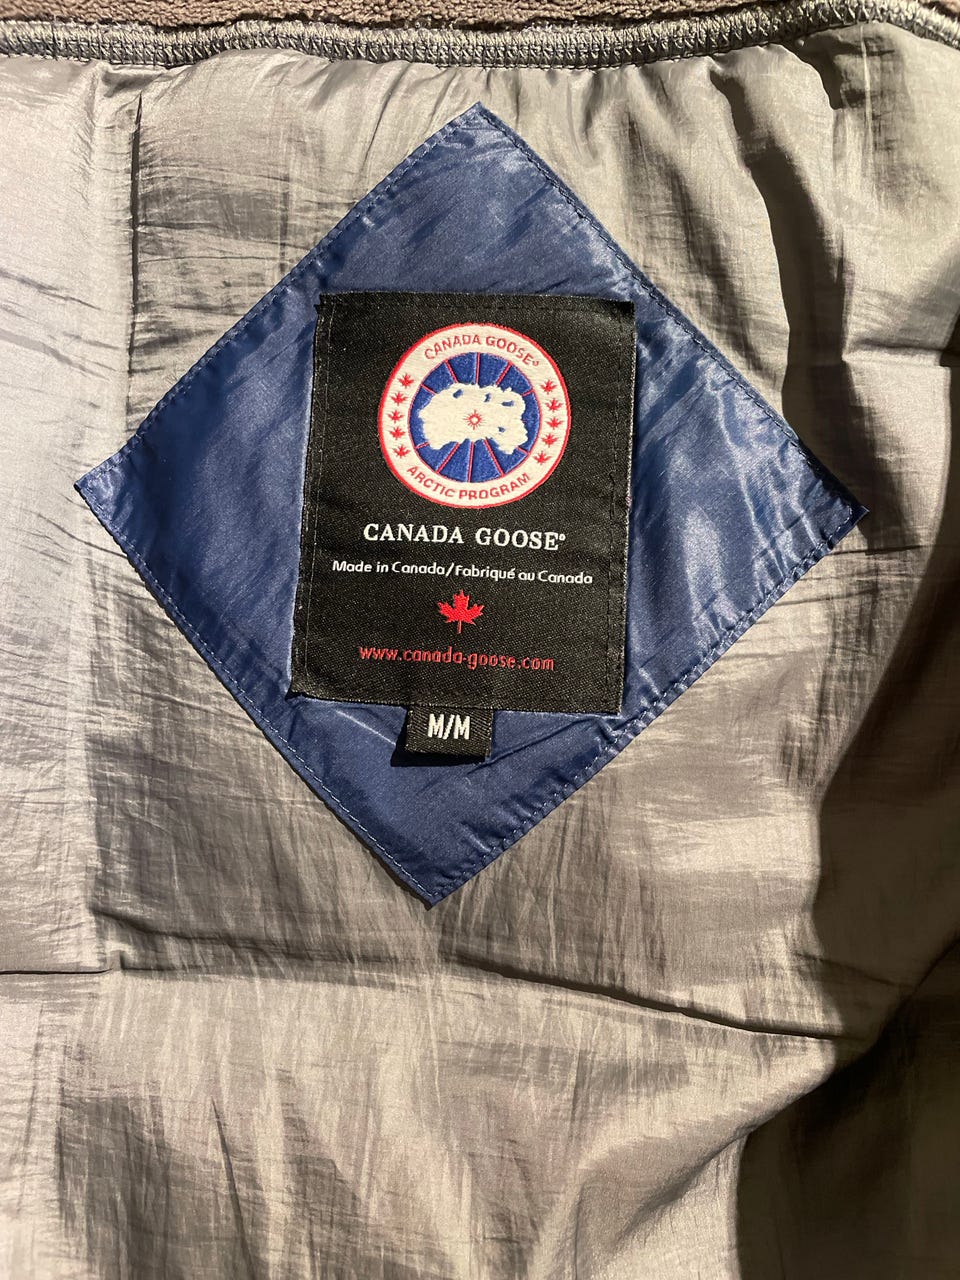 CANADA GOOSE®
ARCTIC PROGRAM
CANADA GOOSE®
Made in Canada/Fabriqué au Canada
www.canada-goose.com
M/M